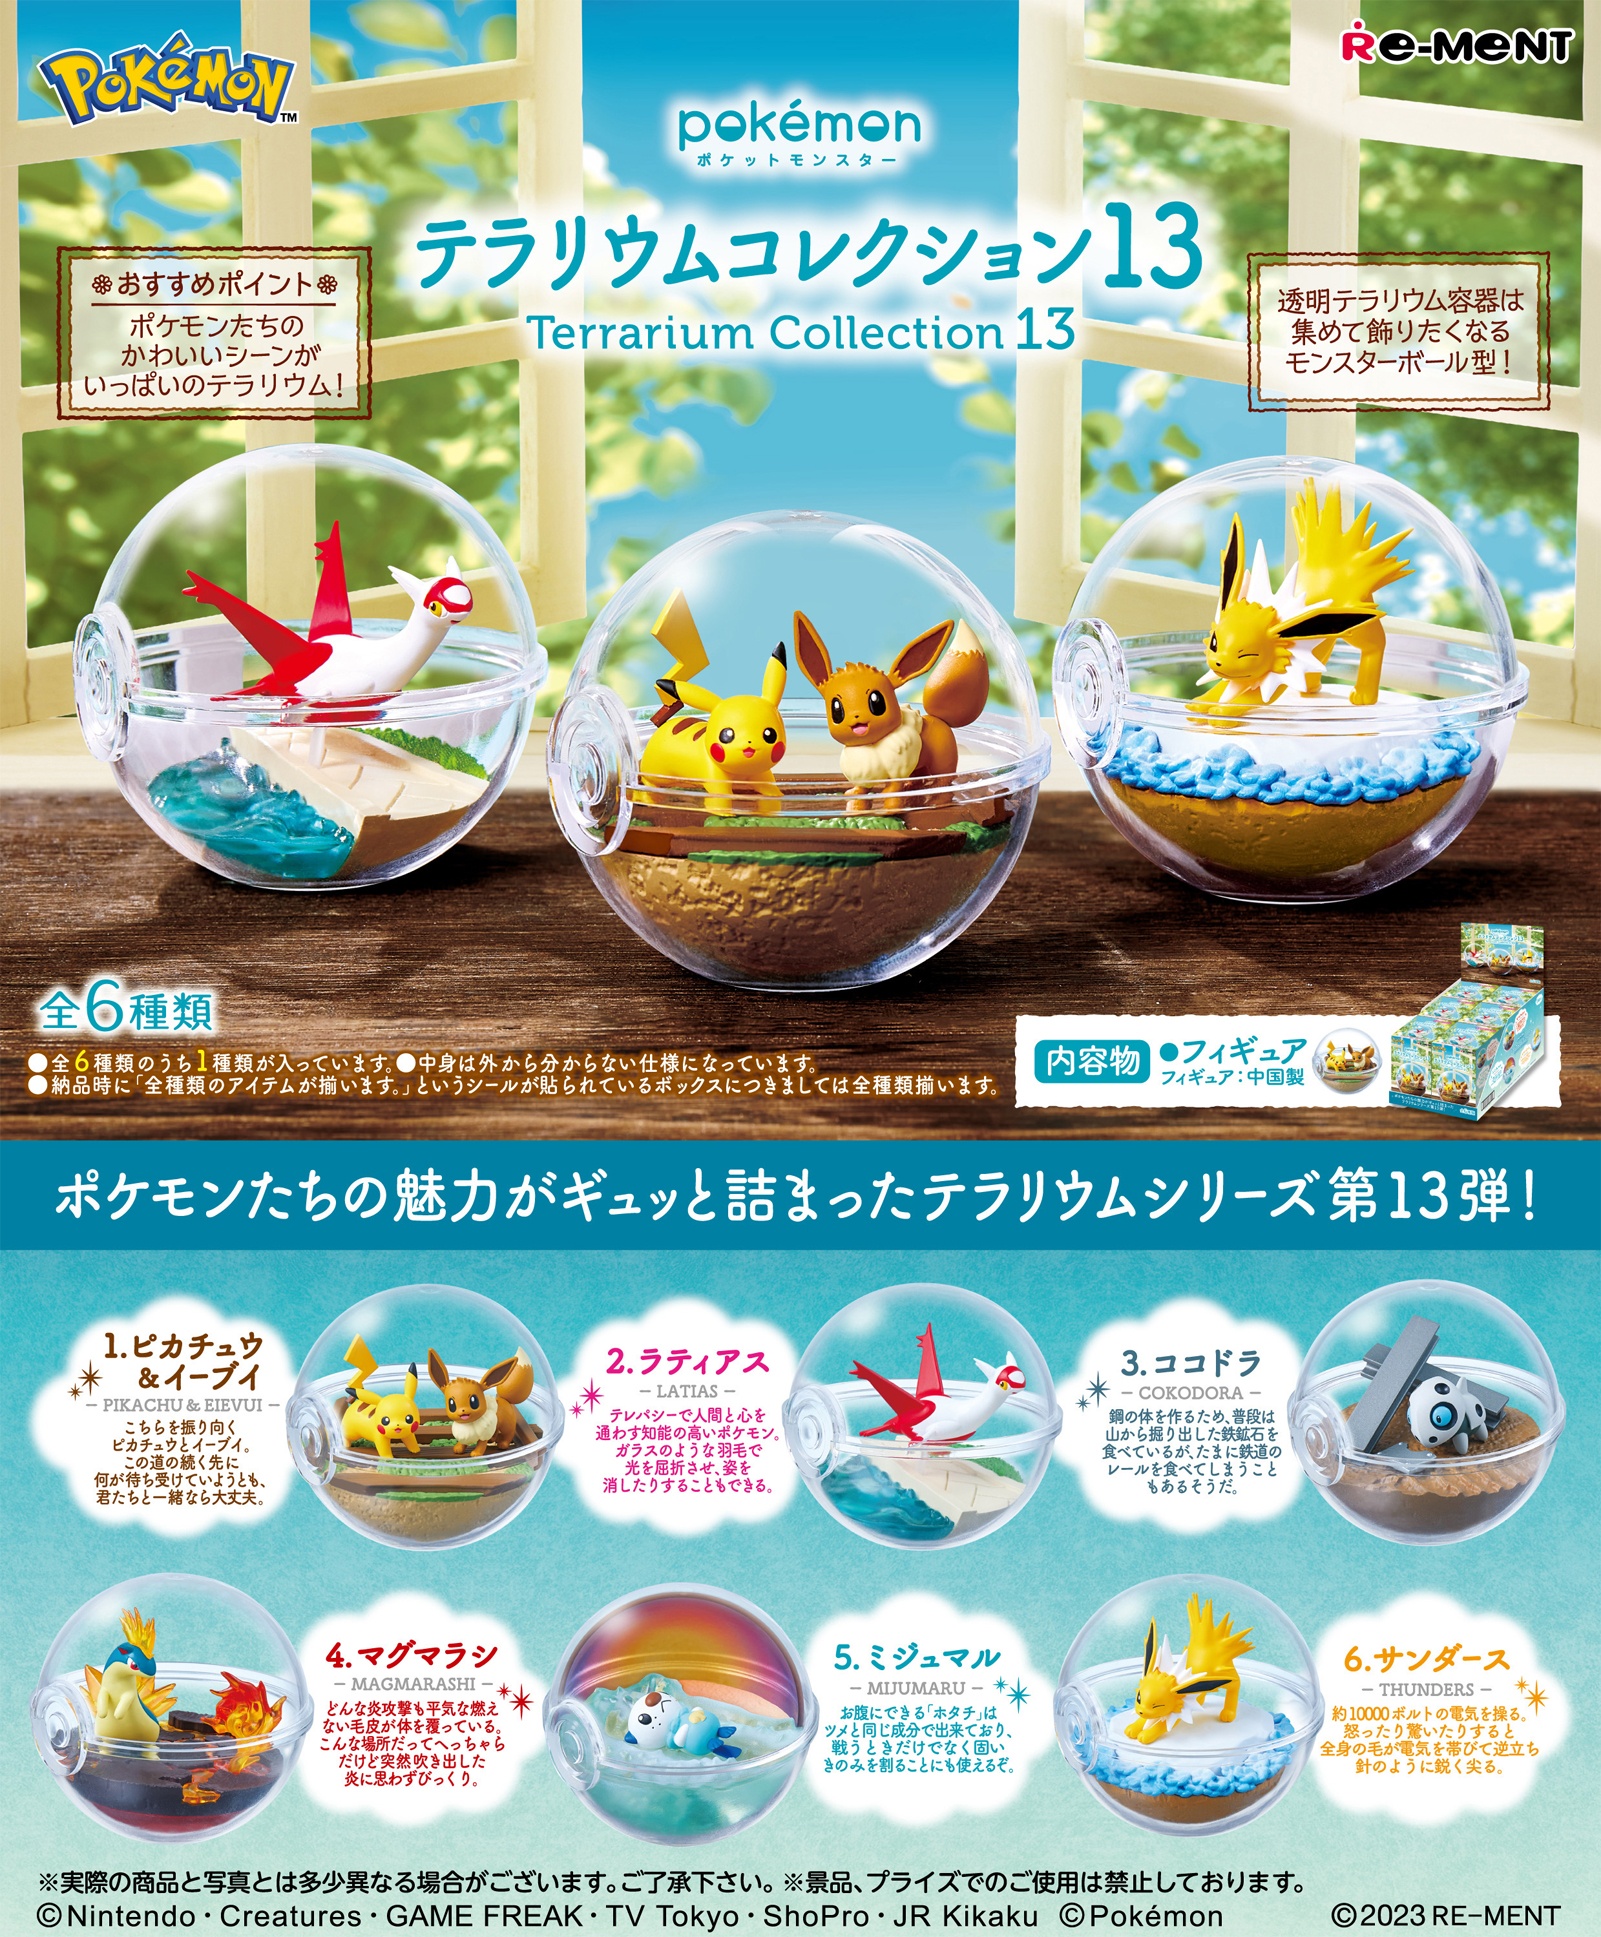 POKéMON™
Re-MeNT
pokémon
ポケットモンスター
テラリウムコレクション13
Terrarium Collection 13
おすすめポイント
ポケモンたちの
かわいいシーンが
いっぱいのテラリウム!
透明テラリウム容器は
集めて飾りたくなる
モンスターボール型!
全6種類
●全6種類のうち1種類が入っています。●中身は外から分からない仕様になっています。
●納品時に「全種類のアイテムが揃います。」というシールが貼られているボックスにつきましては全種類揃います。
内容物
●フィギュア
フィギュア:中国製
ポケモンたちの魅力がギュッと詰まったテラリウムシリーズ第13弾!
1.ピカチュウ
&イーブイ
– PIKACHU & EIEVUI –
こちらを振り向く
ピカチュウとイーブイ。
この道の続く先に
何が待ち受けていようとも、
君たちと一緒なら大丈夫。
2.ラティアス
– LATIAS –
テレパシーで人間と心を
通わす知能の高いポケモン。
ガラスのような羽毛で
光を屈折させ、姿を
消したりすることもできる。
3.ココドラ
– COKODORA –
鋼の体を作るため、普段は
山から掘り出した鉄鉱石を
食べているが、たまに鉄道の
レールを食べてしまうこと
もあるそうだ。
4.マグマラシ
– MAGMARASHI –
どんな炎攻撃も平気な燃え
ない毛皮が体を覆っている。
こんな場所だってへっちゃら
だけど突然吹き出した
炎に思わずびっくり。
5.ミジュマル
– MIJUMARU –
お腹にできる「ホタチ」は
ツメと同じ成分で出来ており、
戦うときだけでなく固い
きのみを割ることにも使えるぞ。
6.サンダース
– THUNDERS –
約10000ボルトの電気を操る。
怒ったり驚いたりすると
全身の毛が電気を帯びて逆立ち
針のように鋭く尖る。
※実際の商品と写真とは多少異なる場合がございます。ご了承下さい。※景品、プライズでのご使用は禁止しております。
©Nintendo・Creatures・GAME FREAK・TV Tokyo・ShoPro・JR Kikaku ©Pokémon
©2023 RE-MENT